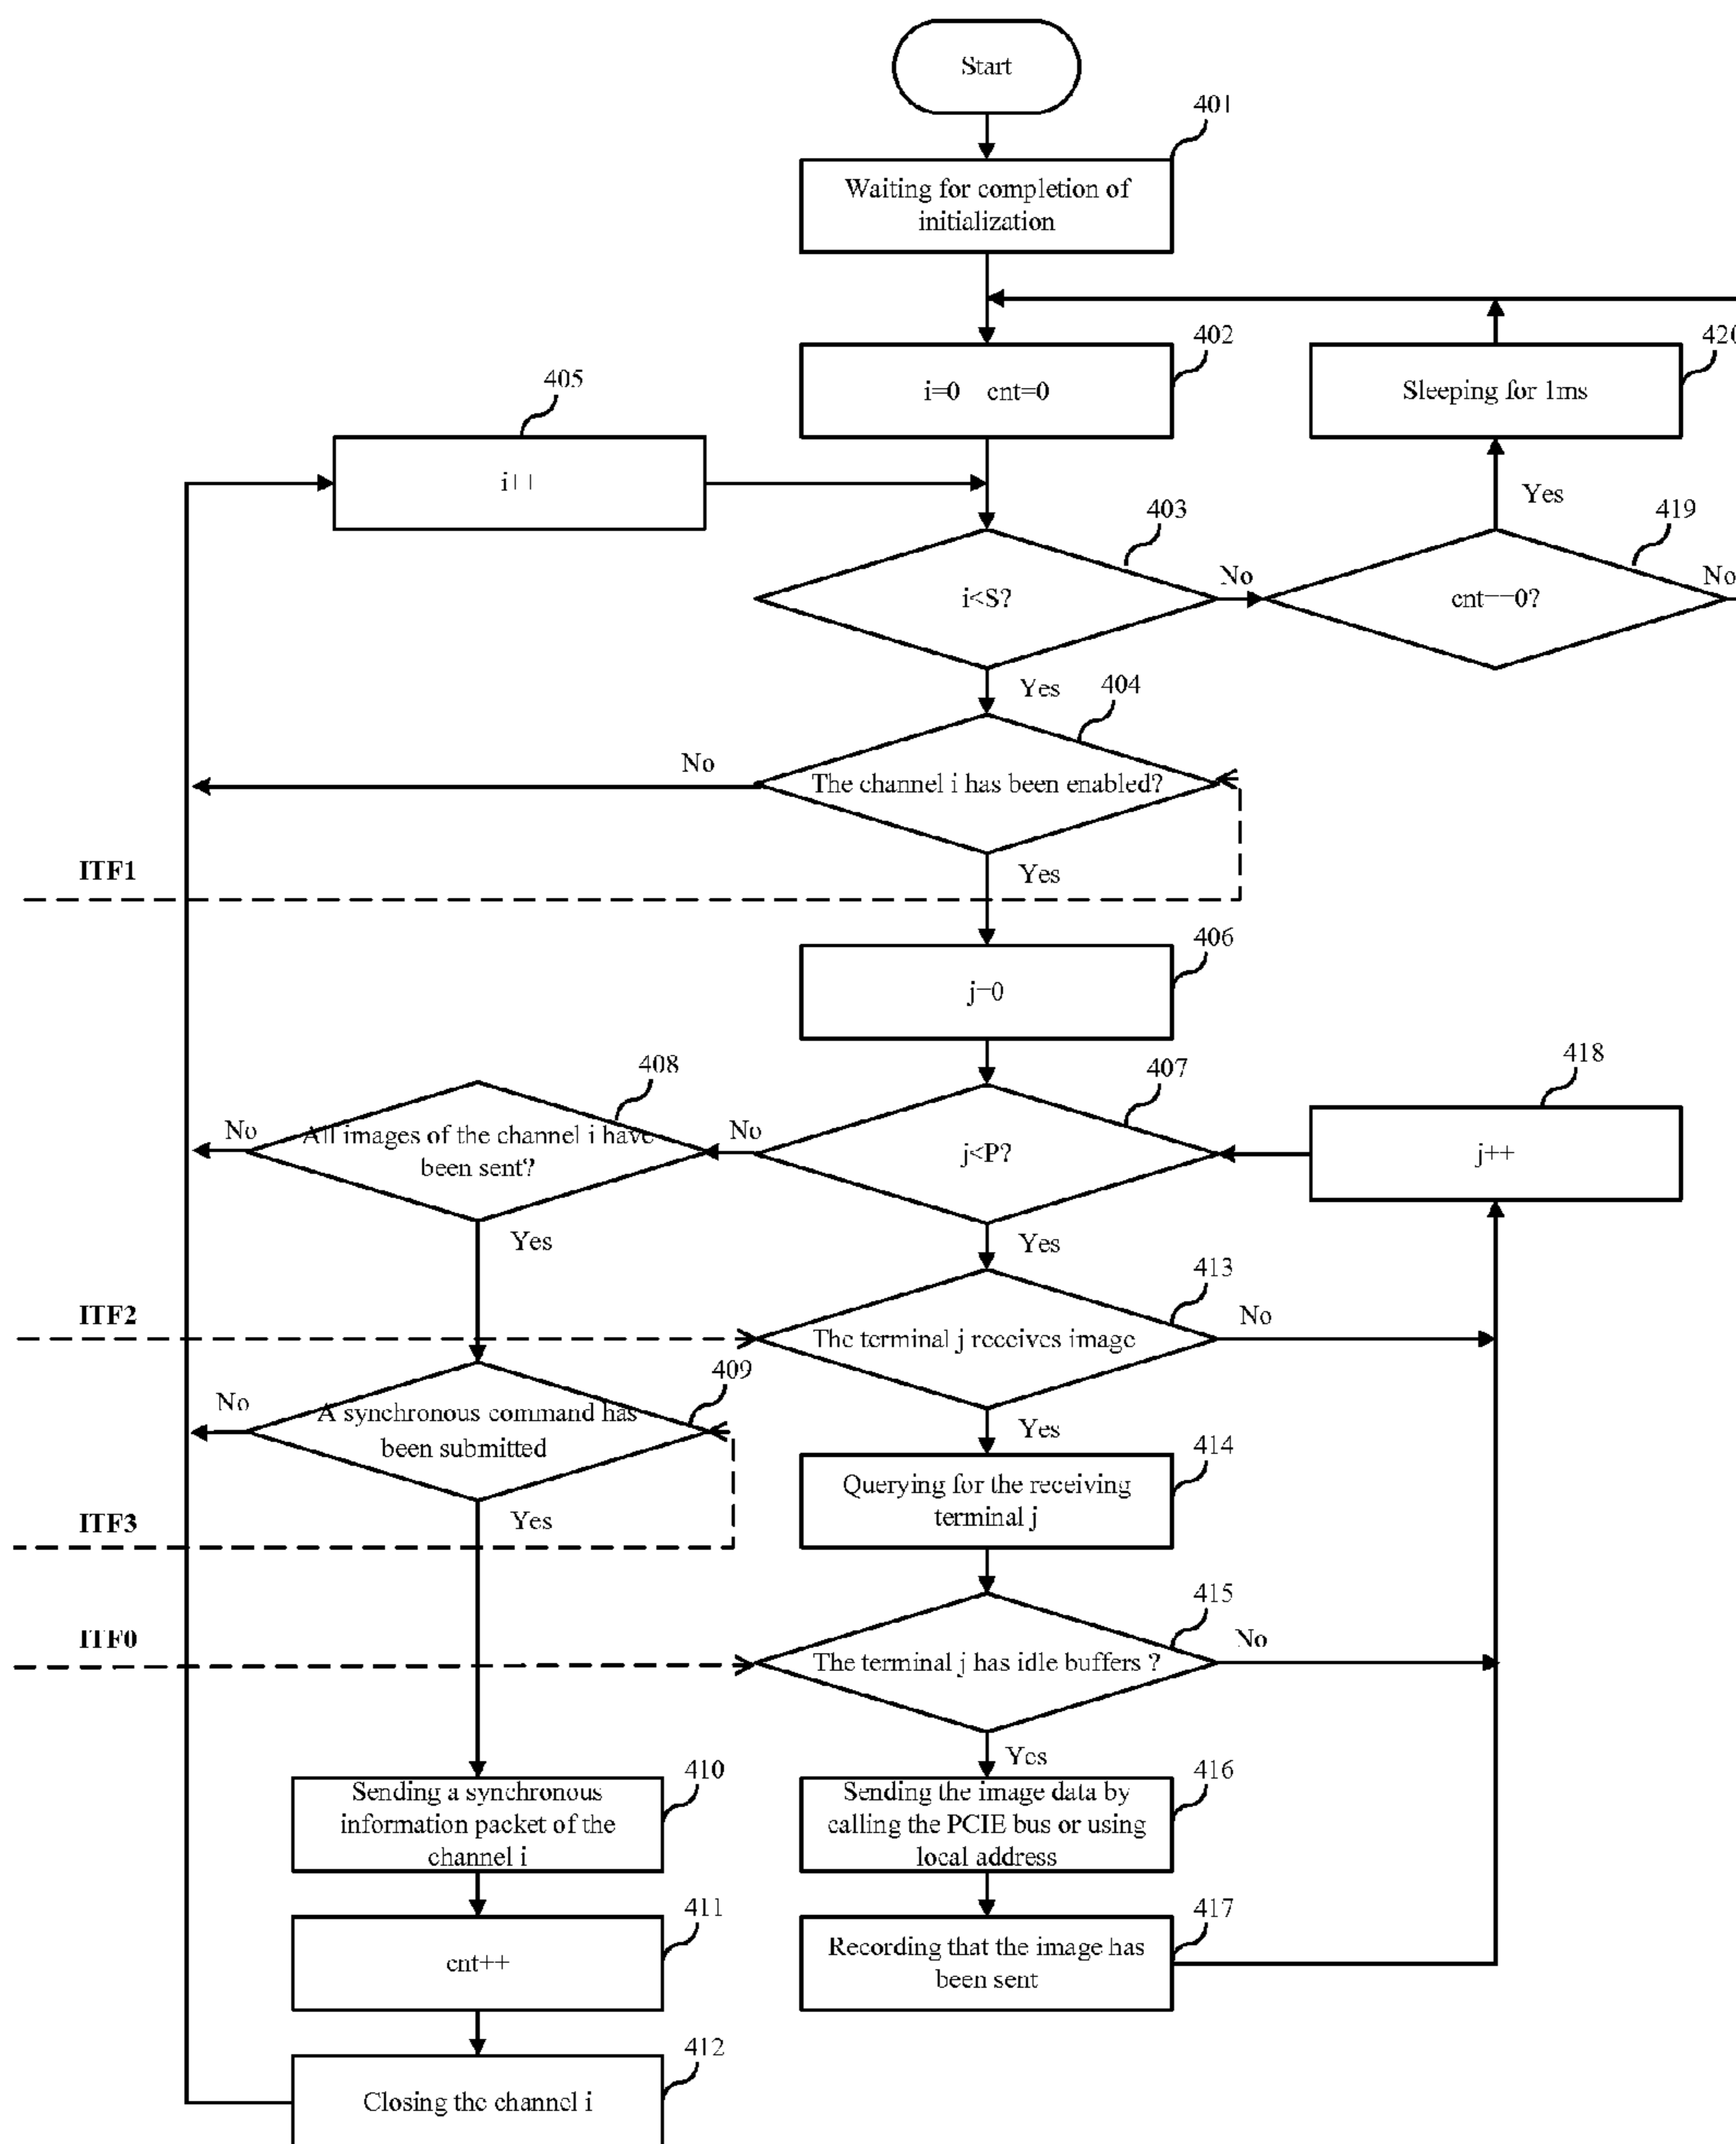 Start
401
Waiting for completion of
initialization
402
i=0 cnt=0
420
Sleeping for 1ms
405
i++
Yes
403
419
i<S?
No
cnt==0?
No
Yes
404
No
The channel i has been enabled?
ITF1
Yes
406
j=0
408
407
418
No
All images of the channel i have
been sent?
No
j<P?
j++
Yes
Yes
413
ITF2
The terminal j receives image
No
409
No
A synchronous command has
been submitted
Yes
414
Querying for the receiving
terminal j
ITF3
Yes
415
ITF0
The terminal j has idle buffers ?
No
Yes
410
Sending a synchronous
information packet of the
channel i
416
Sending the image data by
calling the PCIE bus or using
local address
411
cnt++
417
Recording that the image has
been sent
412
Closing the channel i